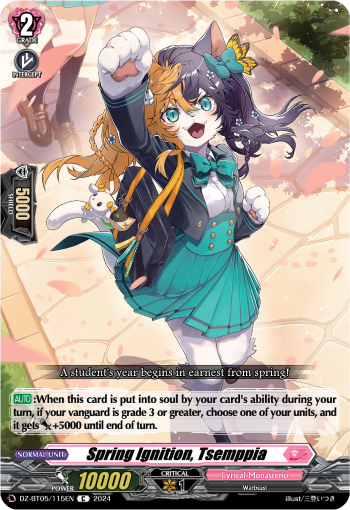 2
GRADE
INTERCEPT
5000
SHIELD
A student's year begins in earnest from spring!
AUTO :When this card is put into soul by your card's ability during your
turn, if your vanguard is grade 3 or greater, choose one of your units, and
it gets +5000 until end of turn.
NORMAL UNIT
Spring Ignition, Tsemppia
POWER 10000
CRITICAL
1
Lyrical Monasterio
Warbeast
DZ-BT05/115EN C 2024
illust/三登いつき